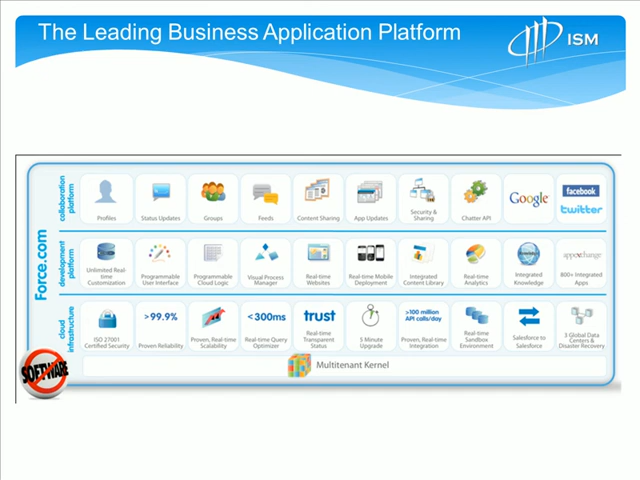 The Leading Business Application Platform
ISM
Force.com
collaboration
platform
Profiles
Status Updates
Groups
Feeds
Content Sharing
App Updates
Security &
Sharing
Chatter API
Google
facebook
twitter
development
platform
Unlimited Real-
time
Customization
Programmable
User Interface
Programmable
Cloud Logic
Visual Process
Manager
Real-time
Websites
Real-time Mobile
Deployment
Integrated
Content Library
Real-time
Analytics
Integrated
Knowledge
appexchange
800+ Integrated
Apps
cloud
infrastructure
ISO 27001
Certified Security
>99.9%
Proven Reliability
Proven, Real-time
Scalability
<300ms
Real-time Query
Optimizer
trust
Real-time
Transparent
Status
5 Minute
Upgrade
>100 million
API calls/day
Proven, Real-time
Integration
Real-time
Sandbox
Environment
Salesforce to
Salesforce
3 Global Data
Centers &
Disaster Recovery
SOFTWARE
Multitenant Kernel